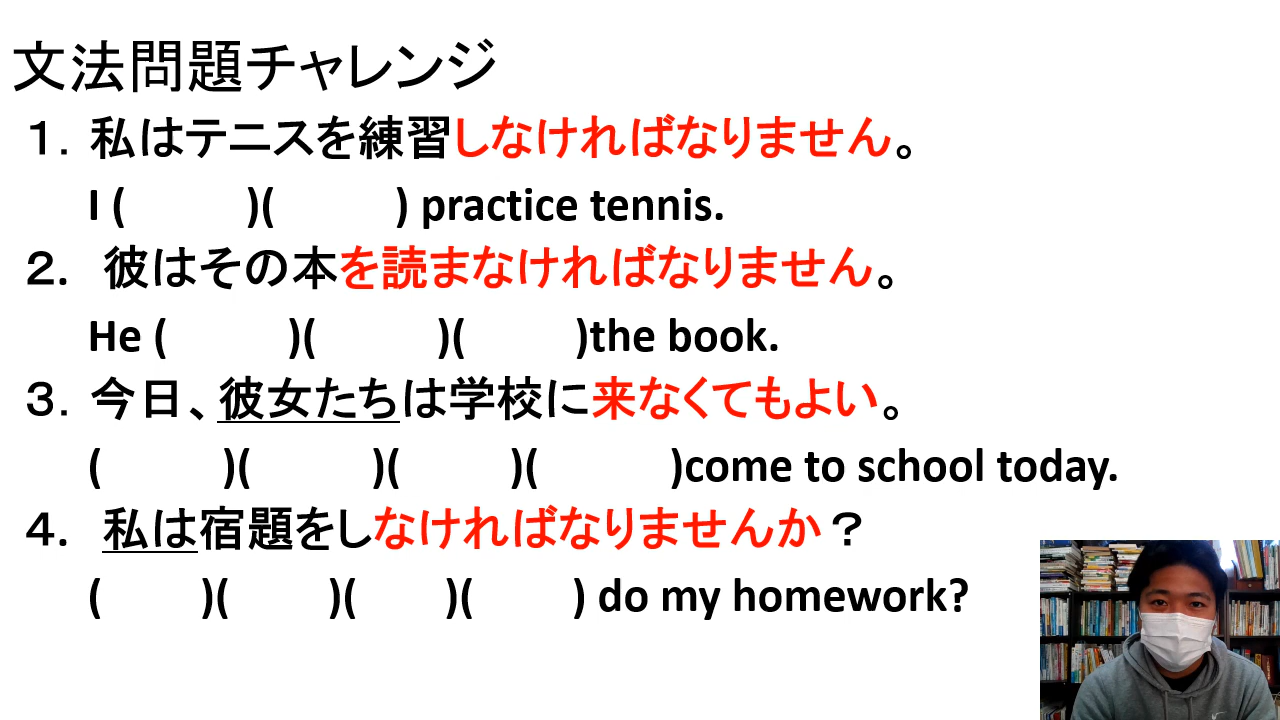 文法問題チャレンジ
１．私はテニスを練習しなければなりません。
I (          )(          ) practice tennis.
２.　彼はその本を読まなければなりません。
He (          )(          )(         )the book.
３．今日、彼女たちは学校に来なくてもよい。
(          )(          )(         )(           )come to school today.
４.　私は宿題をしなければなりませんか？
(        )(        )(       )(        ) do my homework?